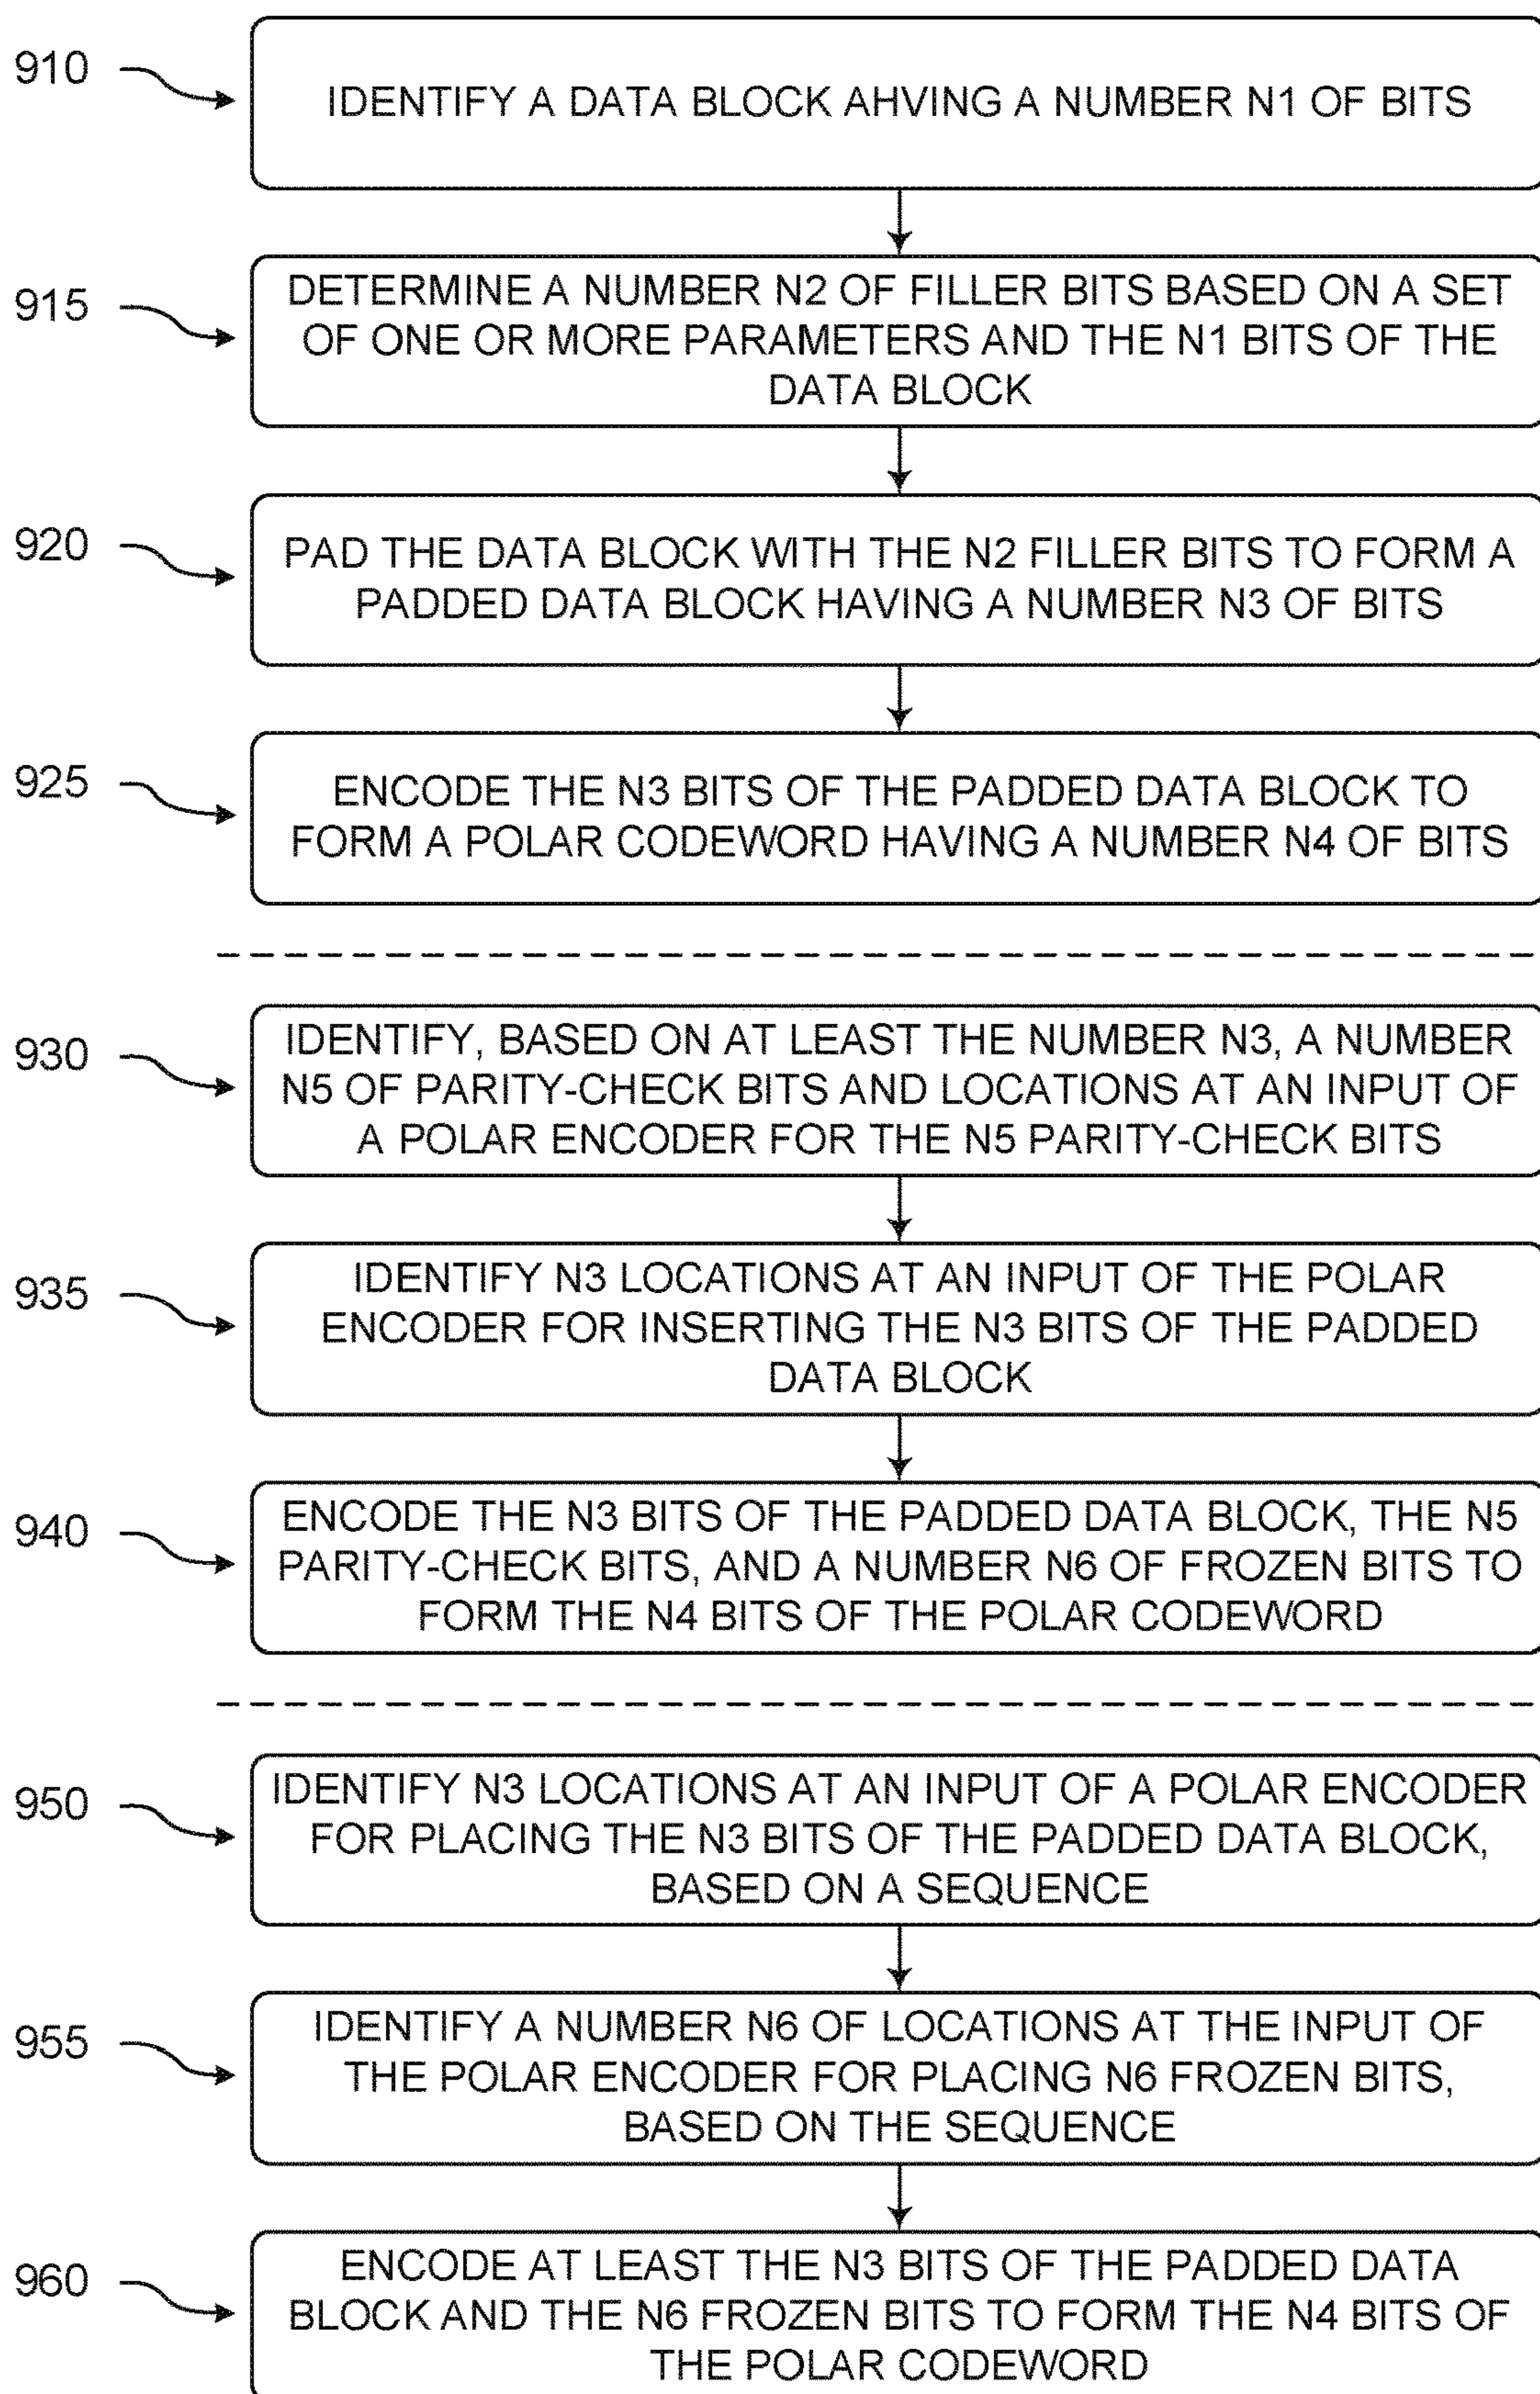 910
IDENTIFY A DATA BLOCK AHVING A NUMBER N1 OF BITS
915
DETERMINE A NUMBER N2 OF FILLER BITS BASED ON A SET
OF ONE OR MORE PARAMETERS AND THE N1 BITS OF THE
DATA BLOCK
920
PAD THE DATA BLOCK WITH THE N2 FILLER BITS TO FORM A
PADDED DATA BLOCK HAVING A NUMBER N3 OF BITS
925
ENCODE THE N3 BITS OF THE PADDED DATA BLOCK TO
FORM A POLAR CODEWORD HAVING A NUMBER N4 OF BITS
930
IDENTIFY, BASED ON AT LEAST THE NUMBER N3, A NUMBER
N5 OF PARITY-CHECK BITS AND LOCATIONS AT AN INPUT OF
A POLAR ENCODER FOR THE N5 PARITY-CHECK BITS
935
IDENTIFY N3 LOCATIONS AT AN INPUT OF THE POLAR
ENCODER FOR INSERTING THE N3 BITS OF THE PADDED
DATA BLOCK
940
ENCODE THE N3 BITS OF THE PADDED DATA BLOCK, THE N5
PARITY-CHECK BITS, AND A NUMBER N6 OF FROZEN BITS TO
FORM THE N4 BITS OF THE POLAR CODEWORD
950
IDENTIFY N3 LOCATIONS AT AN INPUT OF A POLAR ENCODER
FOR PLACING THE N3 BITS OF THE PADDED DATA BLOCK,
BASED ON A SEQUENCE
955
IDENTIFY A NUMBER N6 OF LOCATIONS AT THE INPUT OF
THE POLAR ENCODER FOR PLACING N6 FROZEN BITS,
BASED ON THE SEQUENCE
960
ENCODE AT LEAST THE N3 BITS OF THE PADDED DATA
BLOCK AND THE N6 FROZEN BITS TO FORM THE N4 BITS OF
THE POLAR CODEWORD